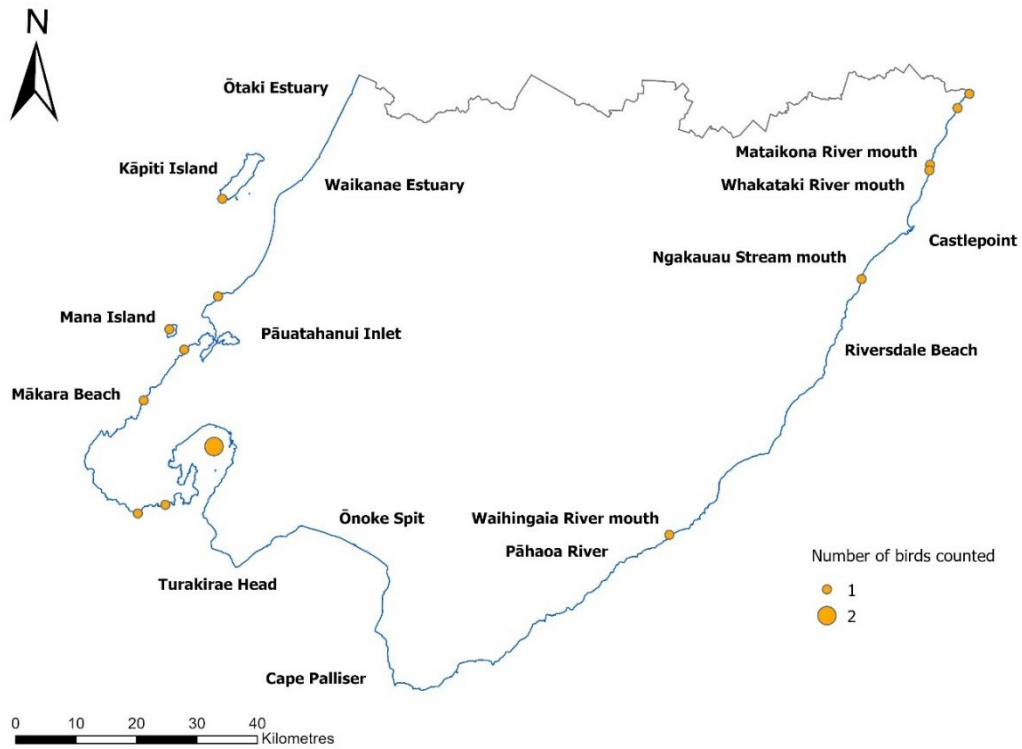 N
Ōtaki Estuary
Kāpiti Island
Mataikona River mouth
Waikanae Estuary
Whakataki River mouth
Castlepoint
Ngakauau Stream mouth
Mana Island
Pāuatahanui Inlet
Riversdale Beach
Mākara Beach
Ōnoke Spit
Waihingaia River mouth
Pāhaoa River
Number of birds counted
Turakirae Head
1
2
Cape Palliser
0 10 20 30 40
Kilometres